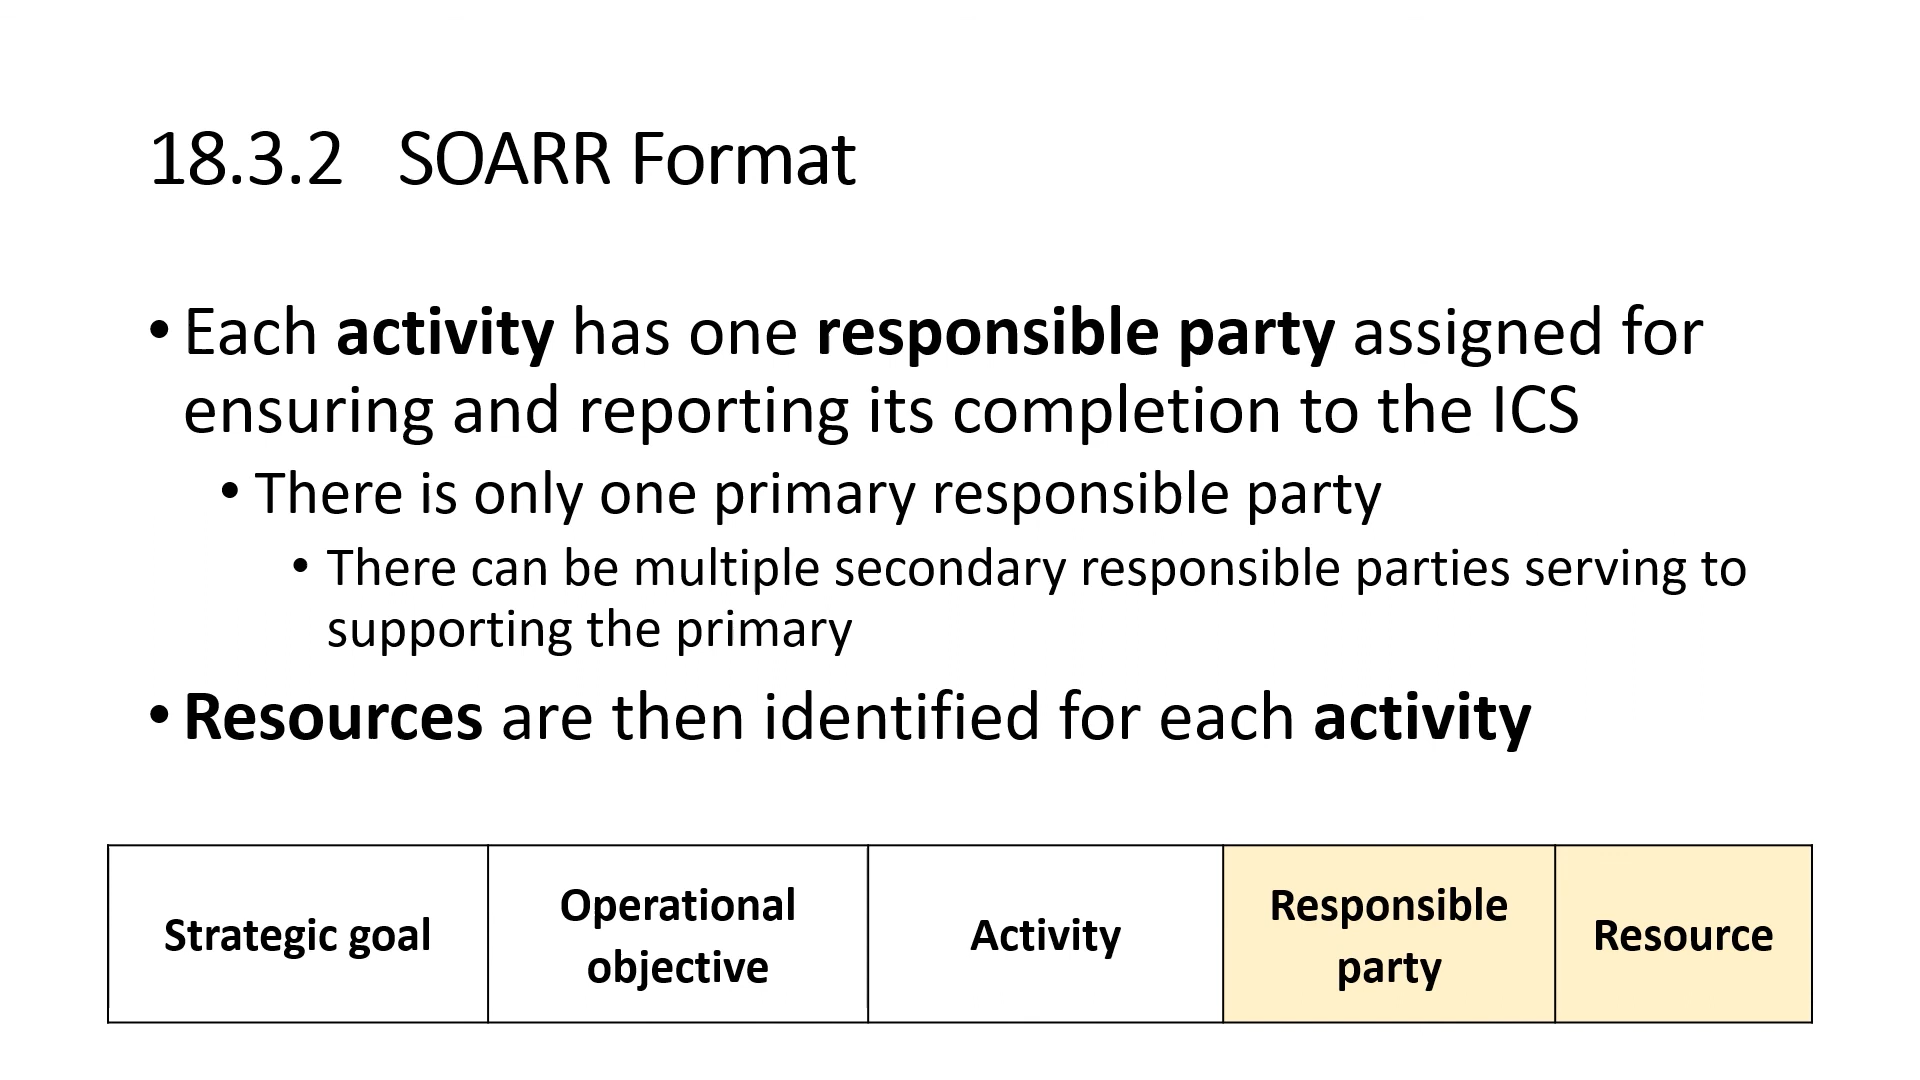 18.3.2 SOARR Format
• Each activity has one responsible party assigned for
ensuring and reporting its completion to the ICS
• There is only one primary responsible party
• There can be multiple secondary responsible parties serving to
supporting the primary
• Resources are then identified for each activity
Strategic goal
Operational
objective
Activity
Responsible
party
Resource